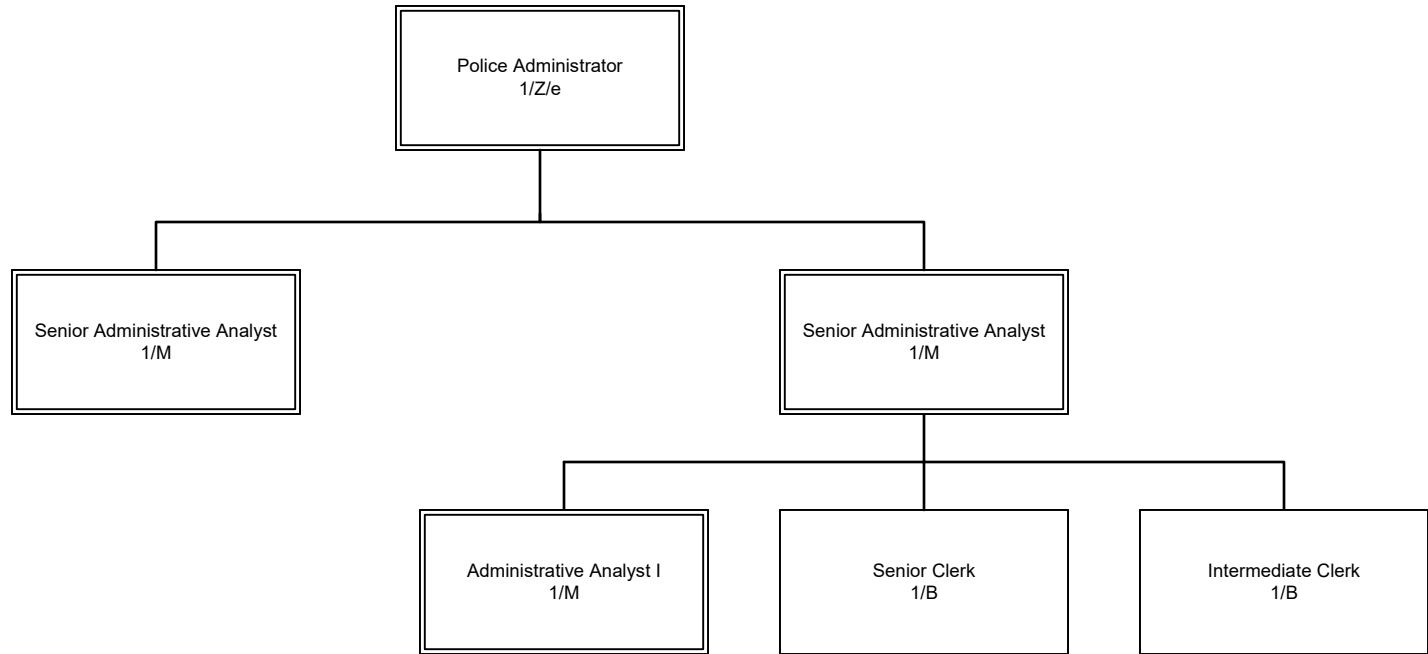 Police Administrator
1/Z/e
Senior Administrative Analyst
1/M
Senior Administrative Analyst
1/M
Administrative Analyst I
1/M
Senior Clerk
1/B
Intermediate Clerk
1/B